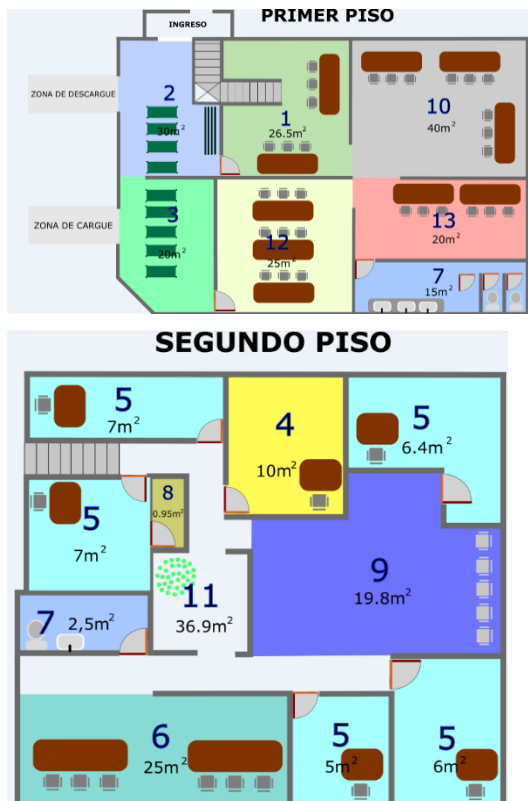 PRIMER PISO
INGRESO
ZONA DE DESCARGUE
2
30m²
1
26.5m²
10
40m²
ZONA DE CARGUE
3
20m²
12
25m²
13
20m²
7
15m²
SEGUNDO PISO
5
7m²
4
10m²
5
6.4m²
5
7m²
8
0.95m²
9
19.8m²
11
36.9m²
7 2,5m²
6
25m²
5
5m²
5
6m²